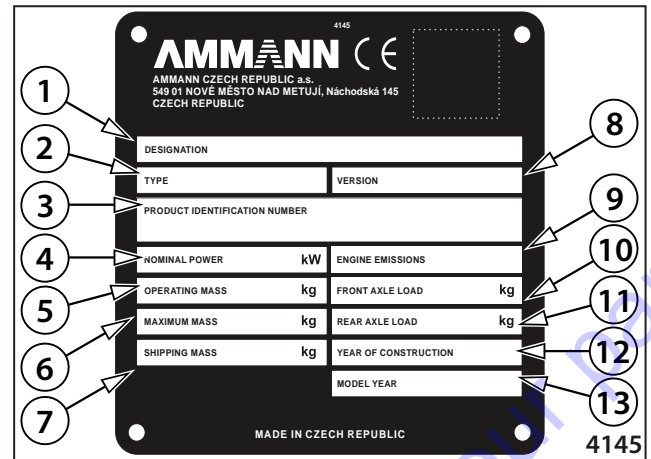 4145
AMMANN CE
AMMANN CZECH REPUBLIC a.s.
549 01 NOVÉ MĚSTO NAD METUJÍ, Náchodská 145
CZECH REPUBLIC
1
DESIGNATION
2
TYPE
VERSION
8
3
PRODUCT IDENTIFICATION NUMBER
9
4
NOMINAL POWER kW
ENGINE EMISSIONS
10
5
OPERATING MASS kg
FRONT AXLE LOAD kg
11
6
MAXIMUM MASS kg
REAR AXLE LOAD kg
12
7
SHIPPING MASS kg
YEAR OF CONSTRUCTION
13
MODEL YEAR
MADE IN CZECH REPUBLIC
4145